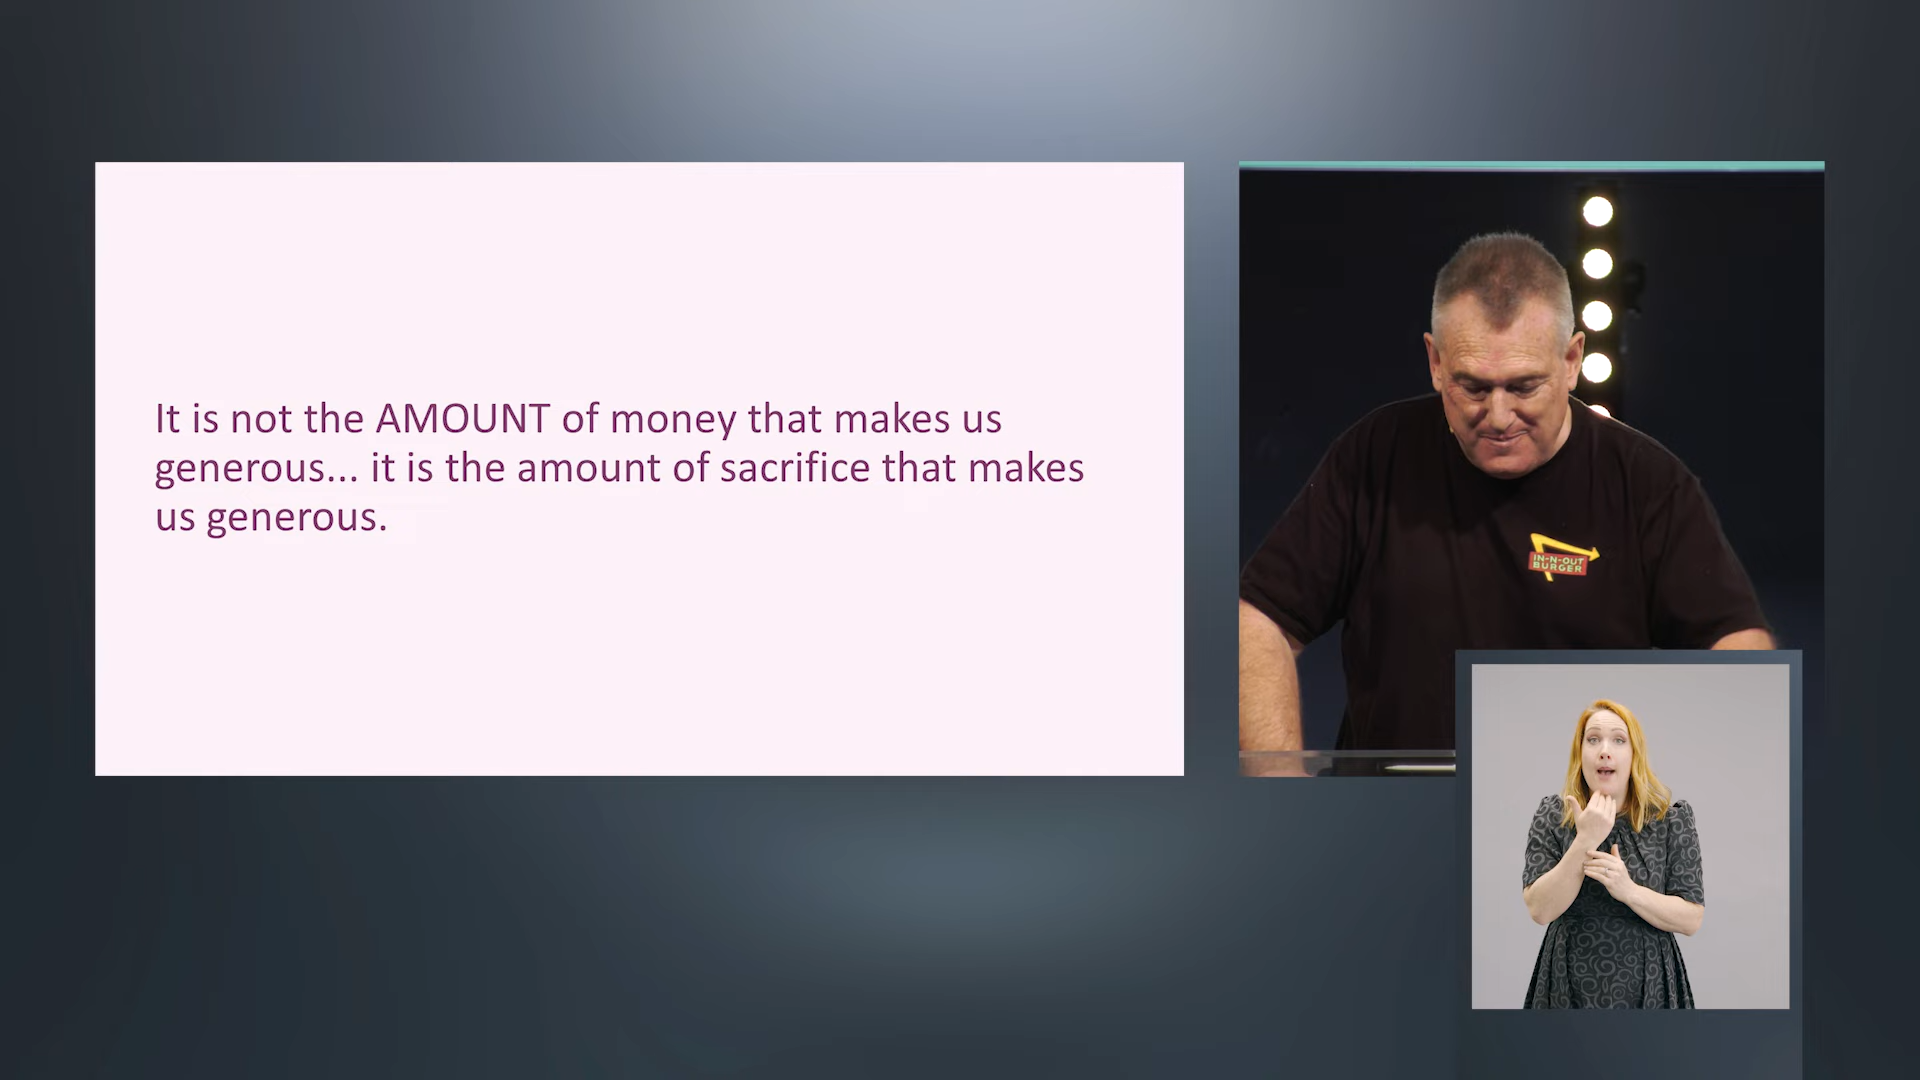 It is not the AMOUNT of money that makes us
generous... it is the amount of sacrifice that makes
us generous.
IN-N-OUT
BURGER